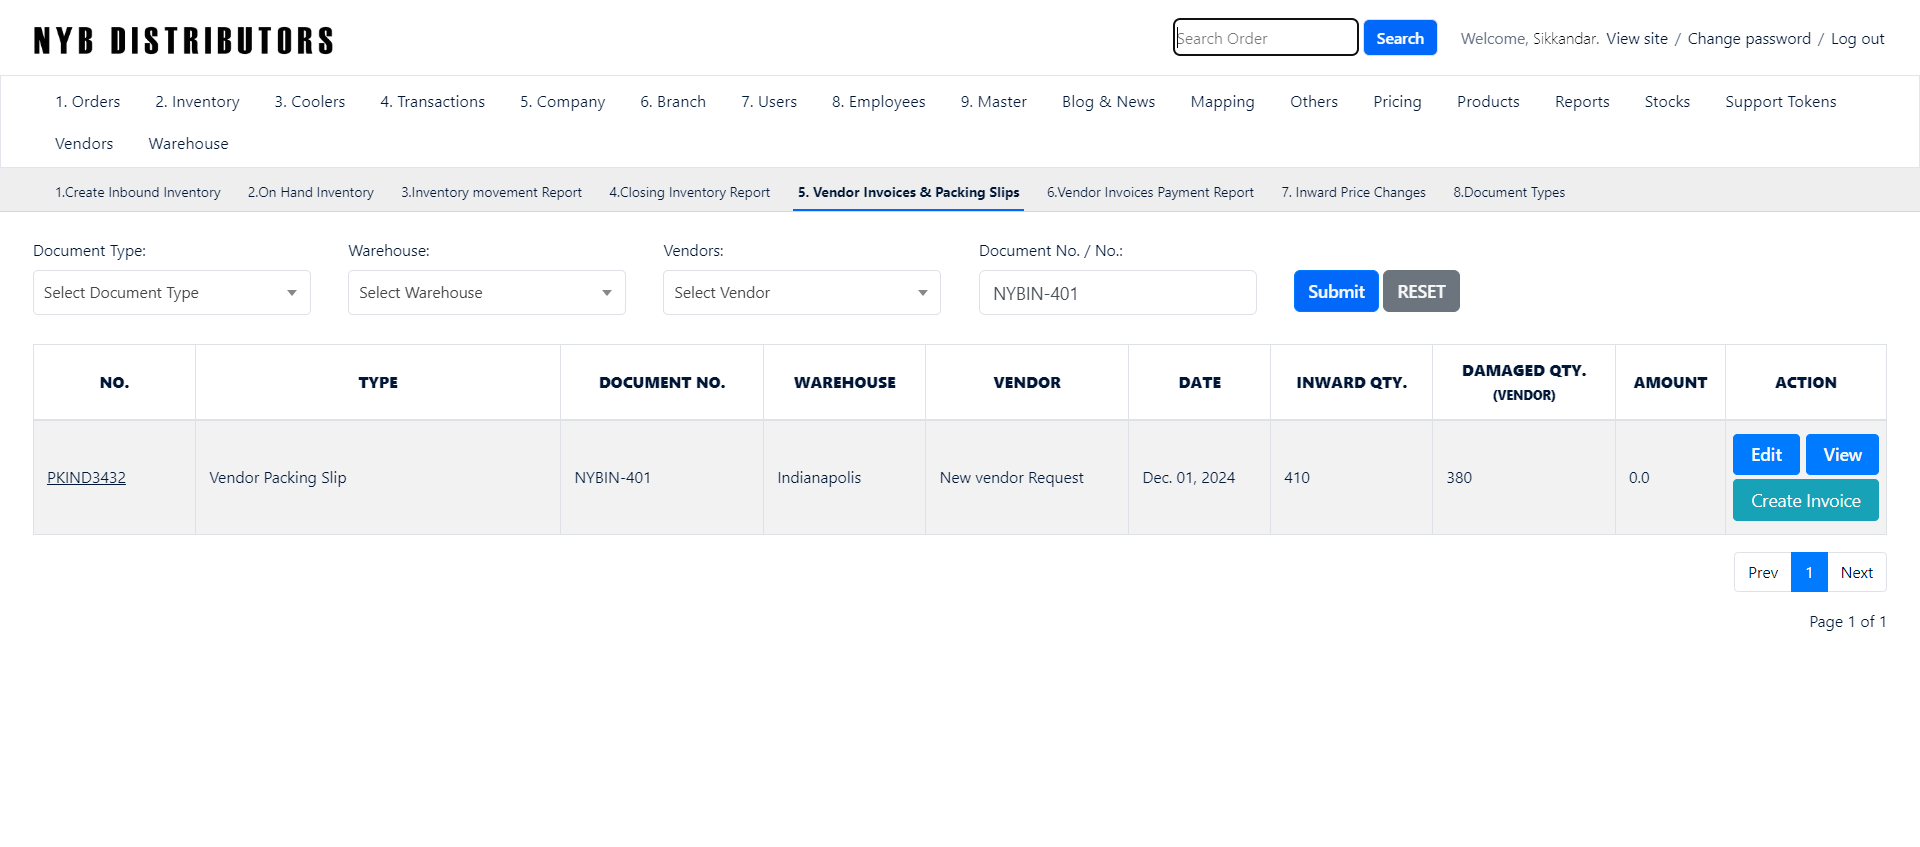 NYB DISTRIBUTORS
Search Order
Search
Welcome, Sikkandar. View site / Change password / Log out
1. Orders 2. Inventory 3. Coolers 4. Transactions 5. Company 6. Branch 7. Users 8. Employees 9. Master Blog & News Mapping Others Pricing Products Reports Stocks Support Tokens
Vendors Warehouse
1.Create Inbound Inventory 2.On Hand Inventory 3.Inventory movement Report 4.Closing Inventory Report 5. Vendor Invoices & Packing Slips 6.Vendor Invoices Payment Report 7. Inward Price Changes 8.Document Types
Document Type: Warehouse: Vendors: Document No. / No.:
Select Document Type Select Warehouse Select Vendor NYBIN-401 Submit RESET
NO. TYPE DOCUMENT NO. WAREHOUSE VENDOR DATE INWARD QTY. DAMAGED QTY. AMOUNT ACTION
(VENDOR)
PKIND3432 Vendor Packing Slip NYBIN-401 Indianapolis New vendor Request Dec. 01, 2024 410 380 0.0 Edit View
Create Invoice
Prev 1 Next
Page 1 of 1